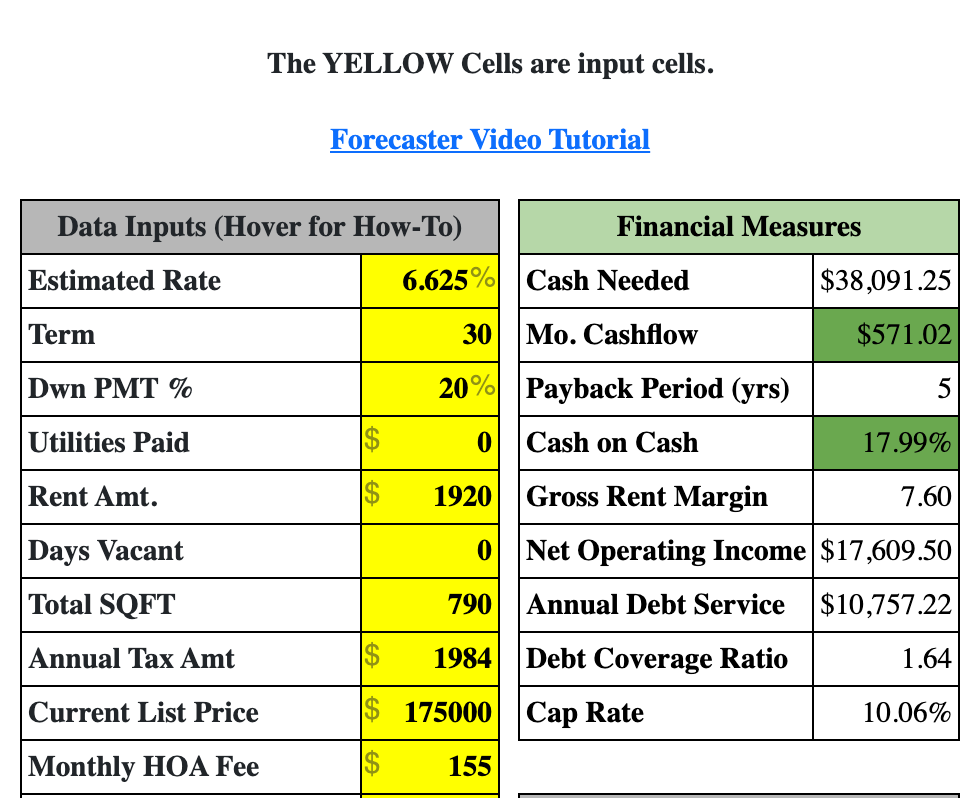 The YELLOW Cells are input cells.
Forecaster Video Tutorial
Data Inputs (Hover for How-To)
Estimated Rate 6.625%
Term 30
Dwn PMT % 20%
Utilities Paid $ 0
Rent Amt. $ 1920
Days Vacant 0
Total SQFT 790
Annual Tax Amt $ 1984
Current List Price $ 175000
Monthly HOA Fee $ 155
Financial Measures
Cash Needed $38,091.25
Mo. Cashflow $571.02
Payback Period (yrs) 5
Cash on Cash 17.99%
Gross Rent Margin 7.60
Net Operating Income $17,609.50
Annual Debt Service $10,757.22
Debt Coverage Ratio 1.64
Cap Rate 10.06%